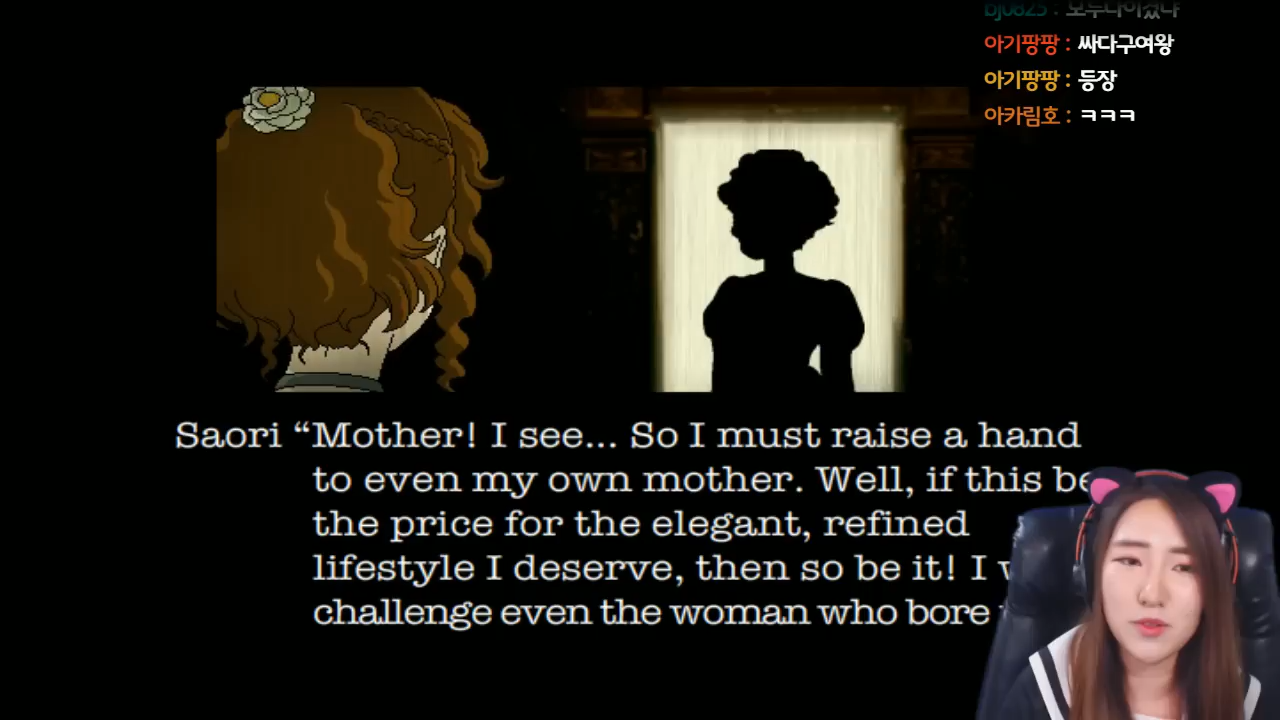 아기팡팡 : 싸다구여왕
아기팡팡 : 등장
아카림호 : ㅋㅋㅋ
Saori “Mother! I see... So I must raise a hand
to even my own mother. Well, if this be
the price for the elegant, refined
lifestyle I deserve, then so be it! I
challenge even the woman who bore